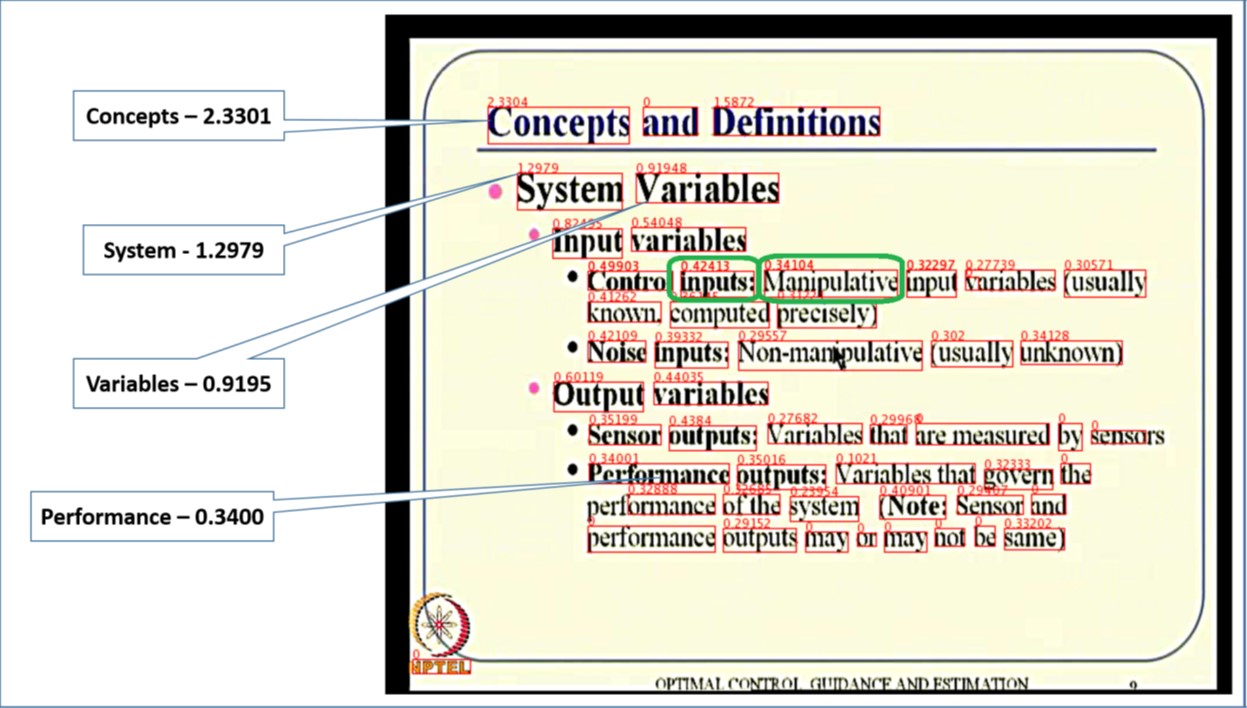 Concepts – 2.3301
System - 1.2979
Variables – 0.9195
Performance – 0.3400
2.3304 0 1.5872
Concepts and Definitions
1.2979 0.91948
System Variables
0.54048
Input variables
0.49903 0.42413 0.34104 0.32297 0.27739 0.30571
Control inputs: Manipulative input variables (usually
0.41262
known, computed precisely)
0.42109 0.39332 0.29557 0.302 0.34128
Noise inputs: Non-manipulative (usually unknown)
0.60119 0.44035
Output variables
0.35199 0.4384 0.27682 0.29968 0 0 0
Sensor outputs: Variables that are measured by sensors
0.34001 0.35016 0.1021 0.32333 0
Performance outputs: Variables that govern the
0.32888 0.23954 0.40901 0
performance of the system (Note: Sensor and
0 0.29152 0 0 0 0 0 0.33202
performance outputs may or may not be same)
0
NPTEL
OPTIMAL CONTROL, GUIDANCE AND ESTIMATION 9